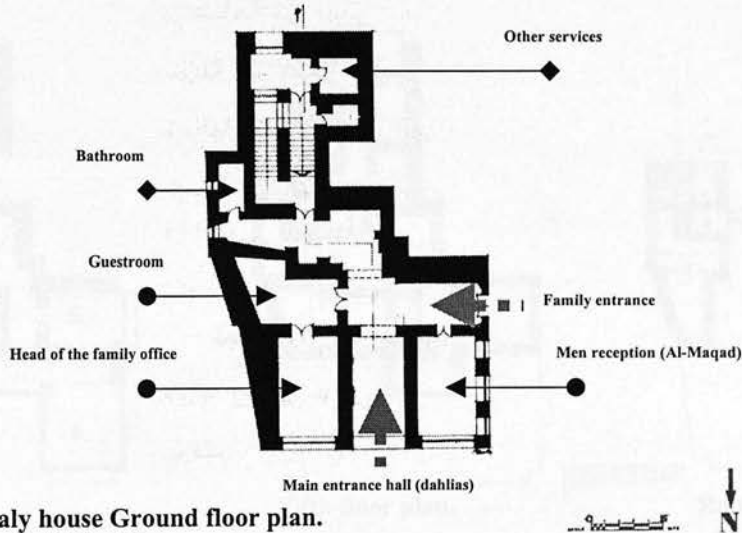 Other services
Bathroom
Guestroom
Family entrance
Head of the family office
Men reception (Al-Maqad)
Main entrance hall (dahlias)
aly house Ground floor plan.
N